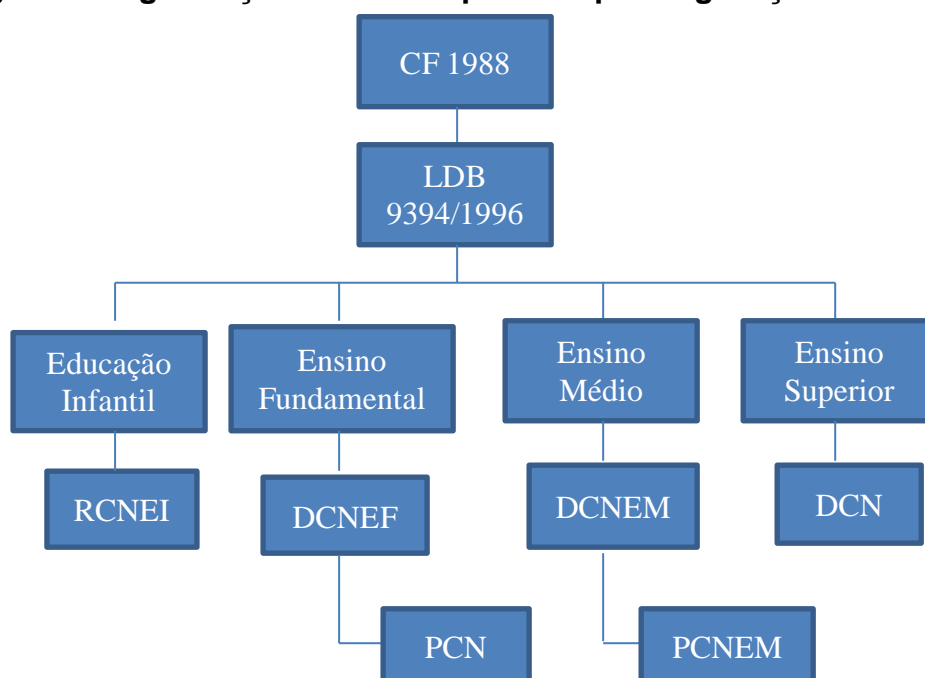 CF 1988
LDB
9394/1996
Educação
Infantil
Ensino
Fundamental
Ensino
Médio
Ensino
Superior
RCNEI
DCNEF
DCNEM
DCN
PCN
PCNEM